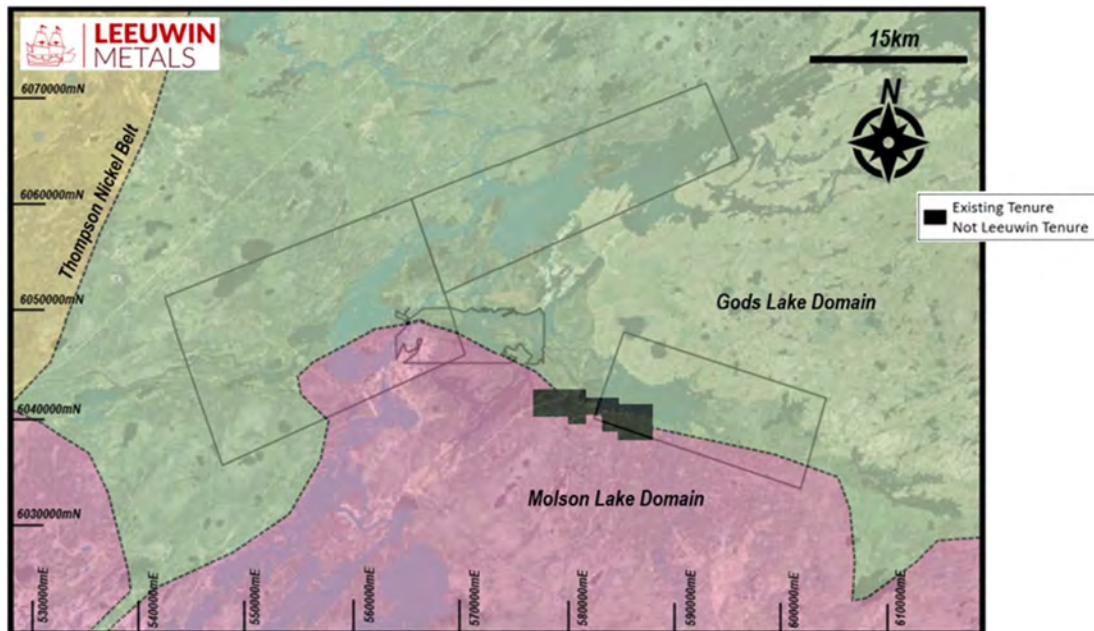 LEEUWIN
METALS
15km
6070000mN
N
Thompson Nickel Belt
6060000mN
Existing Tenure
Not Leeuwin Tenure
6050000mN
Gods Lake Domain
6040000mN
Molson Lake Domain
6030000mN
530000mE
540000mE
550000mE
560000mE
570000mE
580000mE
590000mE
600000mE
610000mE